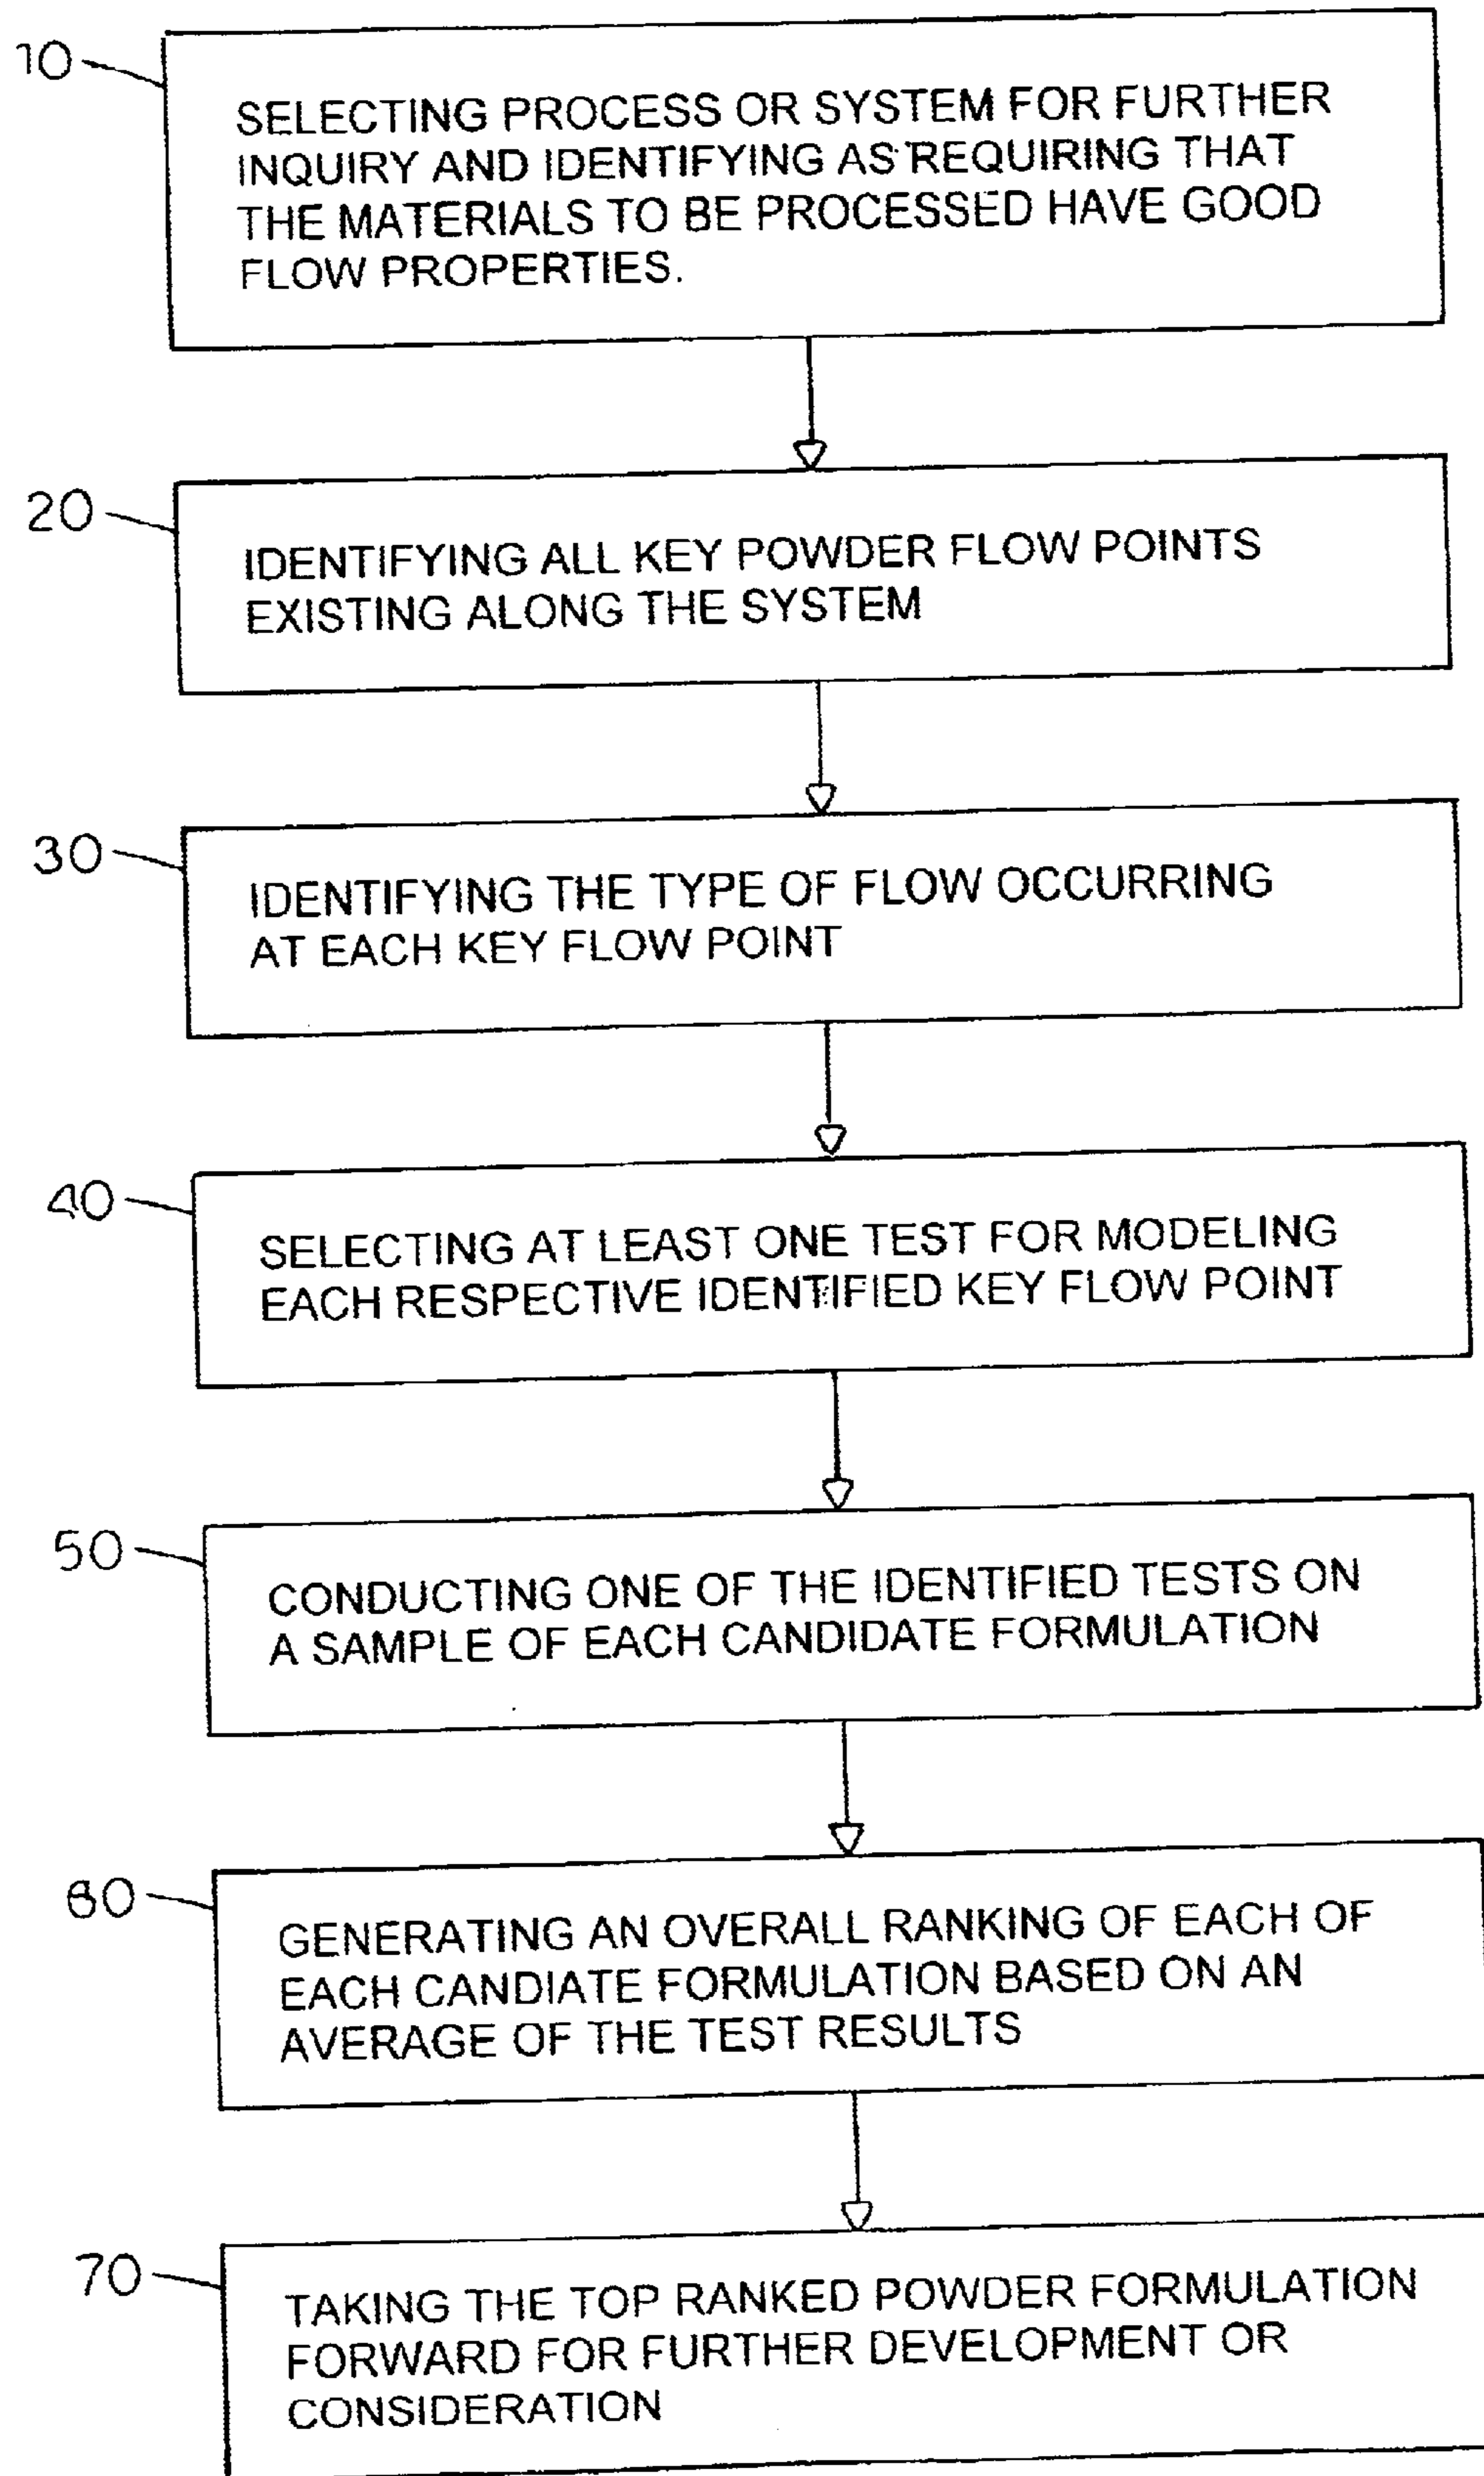 10
SELECTING PROCESS OR SYSTEM FOR FURTHER
INQUIRY AND IDENTIFYING AS REQUIRING THAT
THE MATERIALS TO BE PROCESSED HAVE GOOD
FLOW PROPERTIES.
20
IDENTIFYING ALL KEY POWDER FLOW POINTS
EXISTING ALONG THE SYSTEM
30
IDENTIFYING THE TYPE OF FLOW OCCURRING
AT EACH KEY FLOW POINT
40
SELECTING AT LEAST ONE TEST FOR MODELING
EACH RESPECTIVE IDENTIFIED KEY FLOW POINT
50
CONDUCTING ONE OF THE IDENTIFIED TESTS ON
A SAMPLE OF EACH CANDIDATE FORMULATION
60
GENERATING AN OVERALL RANKING OF EACH OF
EACH CANDIATE FORMULATION BASED ON AN
AVERAGE OF THE TEST RESULTS
70
TAKING THE TOP RANKED POWDER FORMULATION
FORWARD FOR FURTHER DEVELOPMENT OR
CONSIDERATION